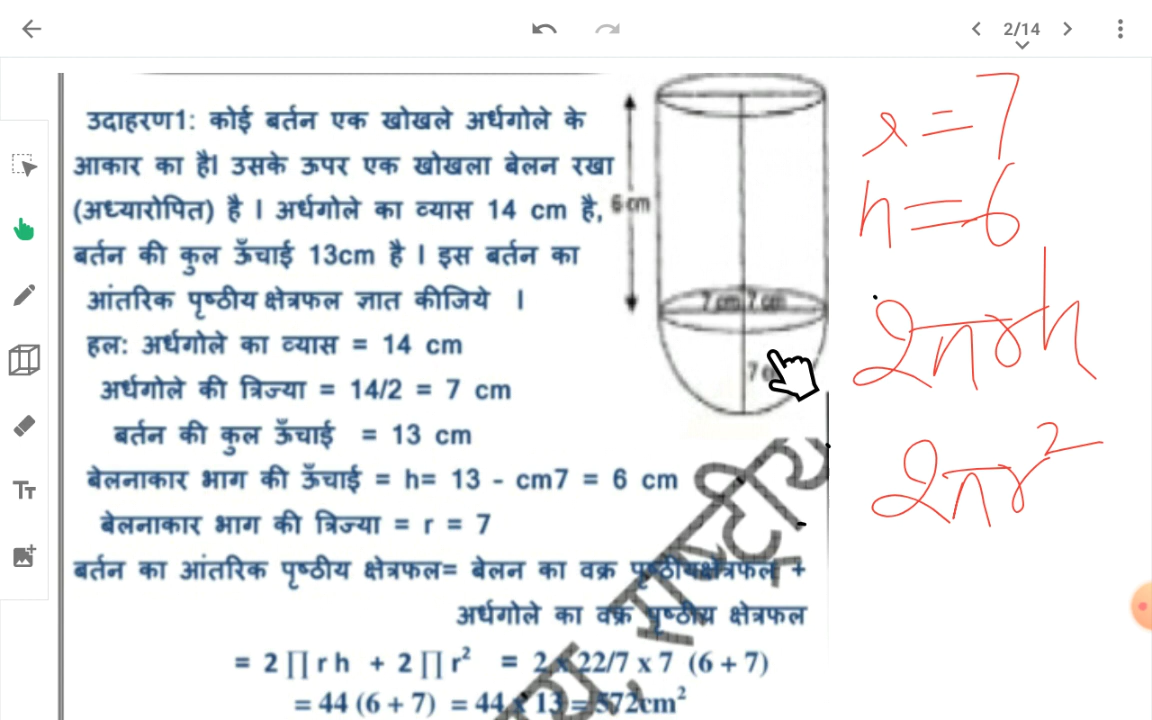 2/14
उदाहरण1: कोई बर्तन एक खोखले अर्धगोले के
आकार का है। उसके ऊपर एक खोखला बेलन रखा
(अध्यारोपित) है । अर्धगोले का व्यास 14 cm है,
बर्तन की कुल ऊँचाई 13cm है । इस बर्तन का
आंतरिक पृष्ठीय क्षेत्रफल ज्ञात कीजिये ।
हल: अर्धगोले का व्यास = 14 cm
अर्धगोले की त्रिज्या = 14/2 = 7 cm
बर्तन की कुल ऊँचाई = 13 cm
बेलनाकार भाग की ऊँचाई = h= 13 - cm7 = 6 cm
बेलनाकार भाग की त्रिज्या = r = 7
बर्तन का आंतरिक पृष्ठीय क्षेत्रफल= बेलन का वक्र पृष्ठीयक्षेत्रफल +
अर्धगोले का वक्र पृष्ठीय क्षेत्रफल
= 2 ∏ r h + 2 ∏ r² = 2 x 22/7 x 7 (6 + 7)
= 44 (6 + 7) = 44 x 13 = 572cm²
6 cm
7 cm 7 cm
r = 7
h = 6
2πrh
2πr²
राष्ट्रीय
Tт